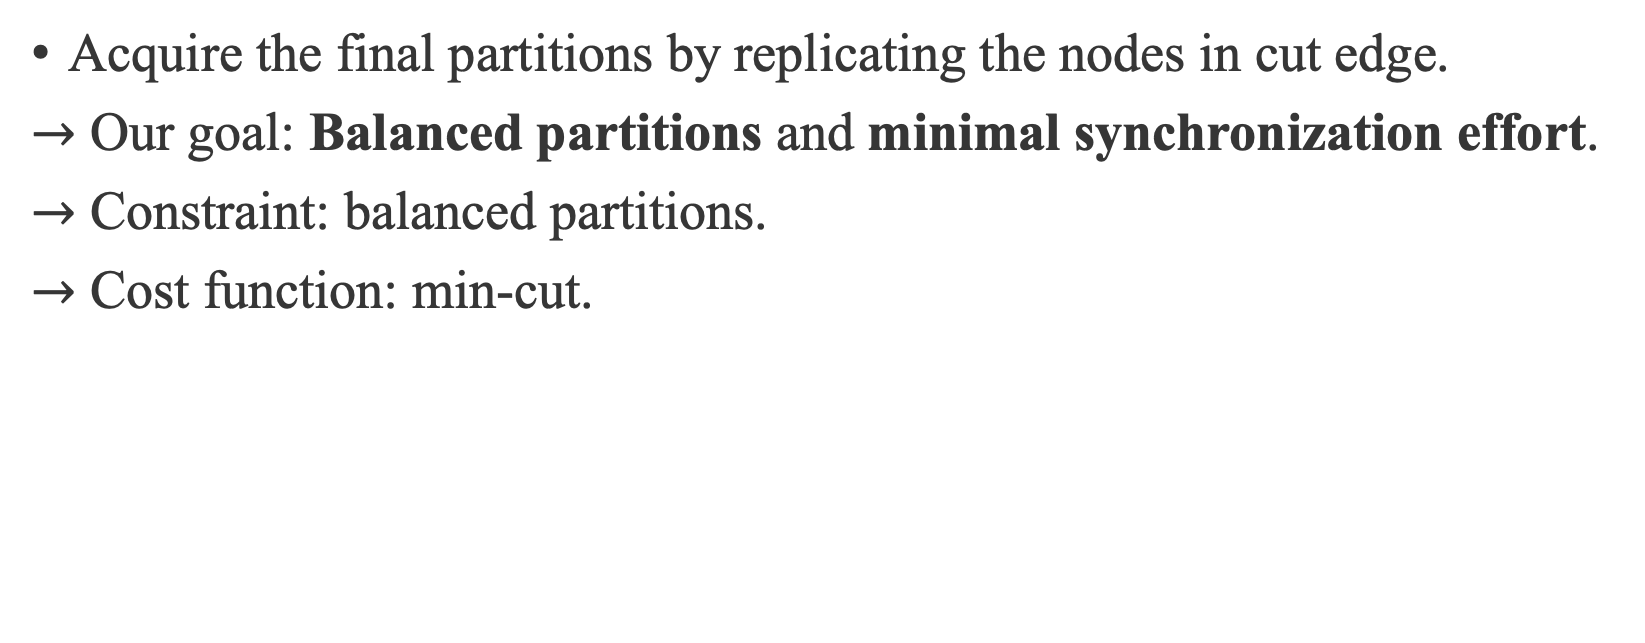 • Acquire the final partitions by replicating the nodes in cut edge.
→ Our goal: Balanced partitions and minimal synchronization effort.
→ Constraint: balanced partitions.
→ Cost function: min-cut.